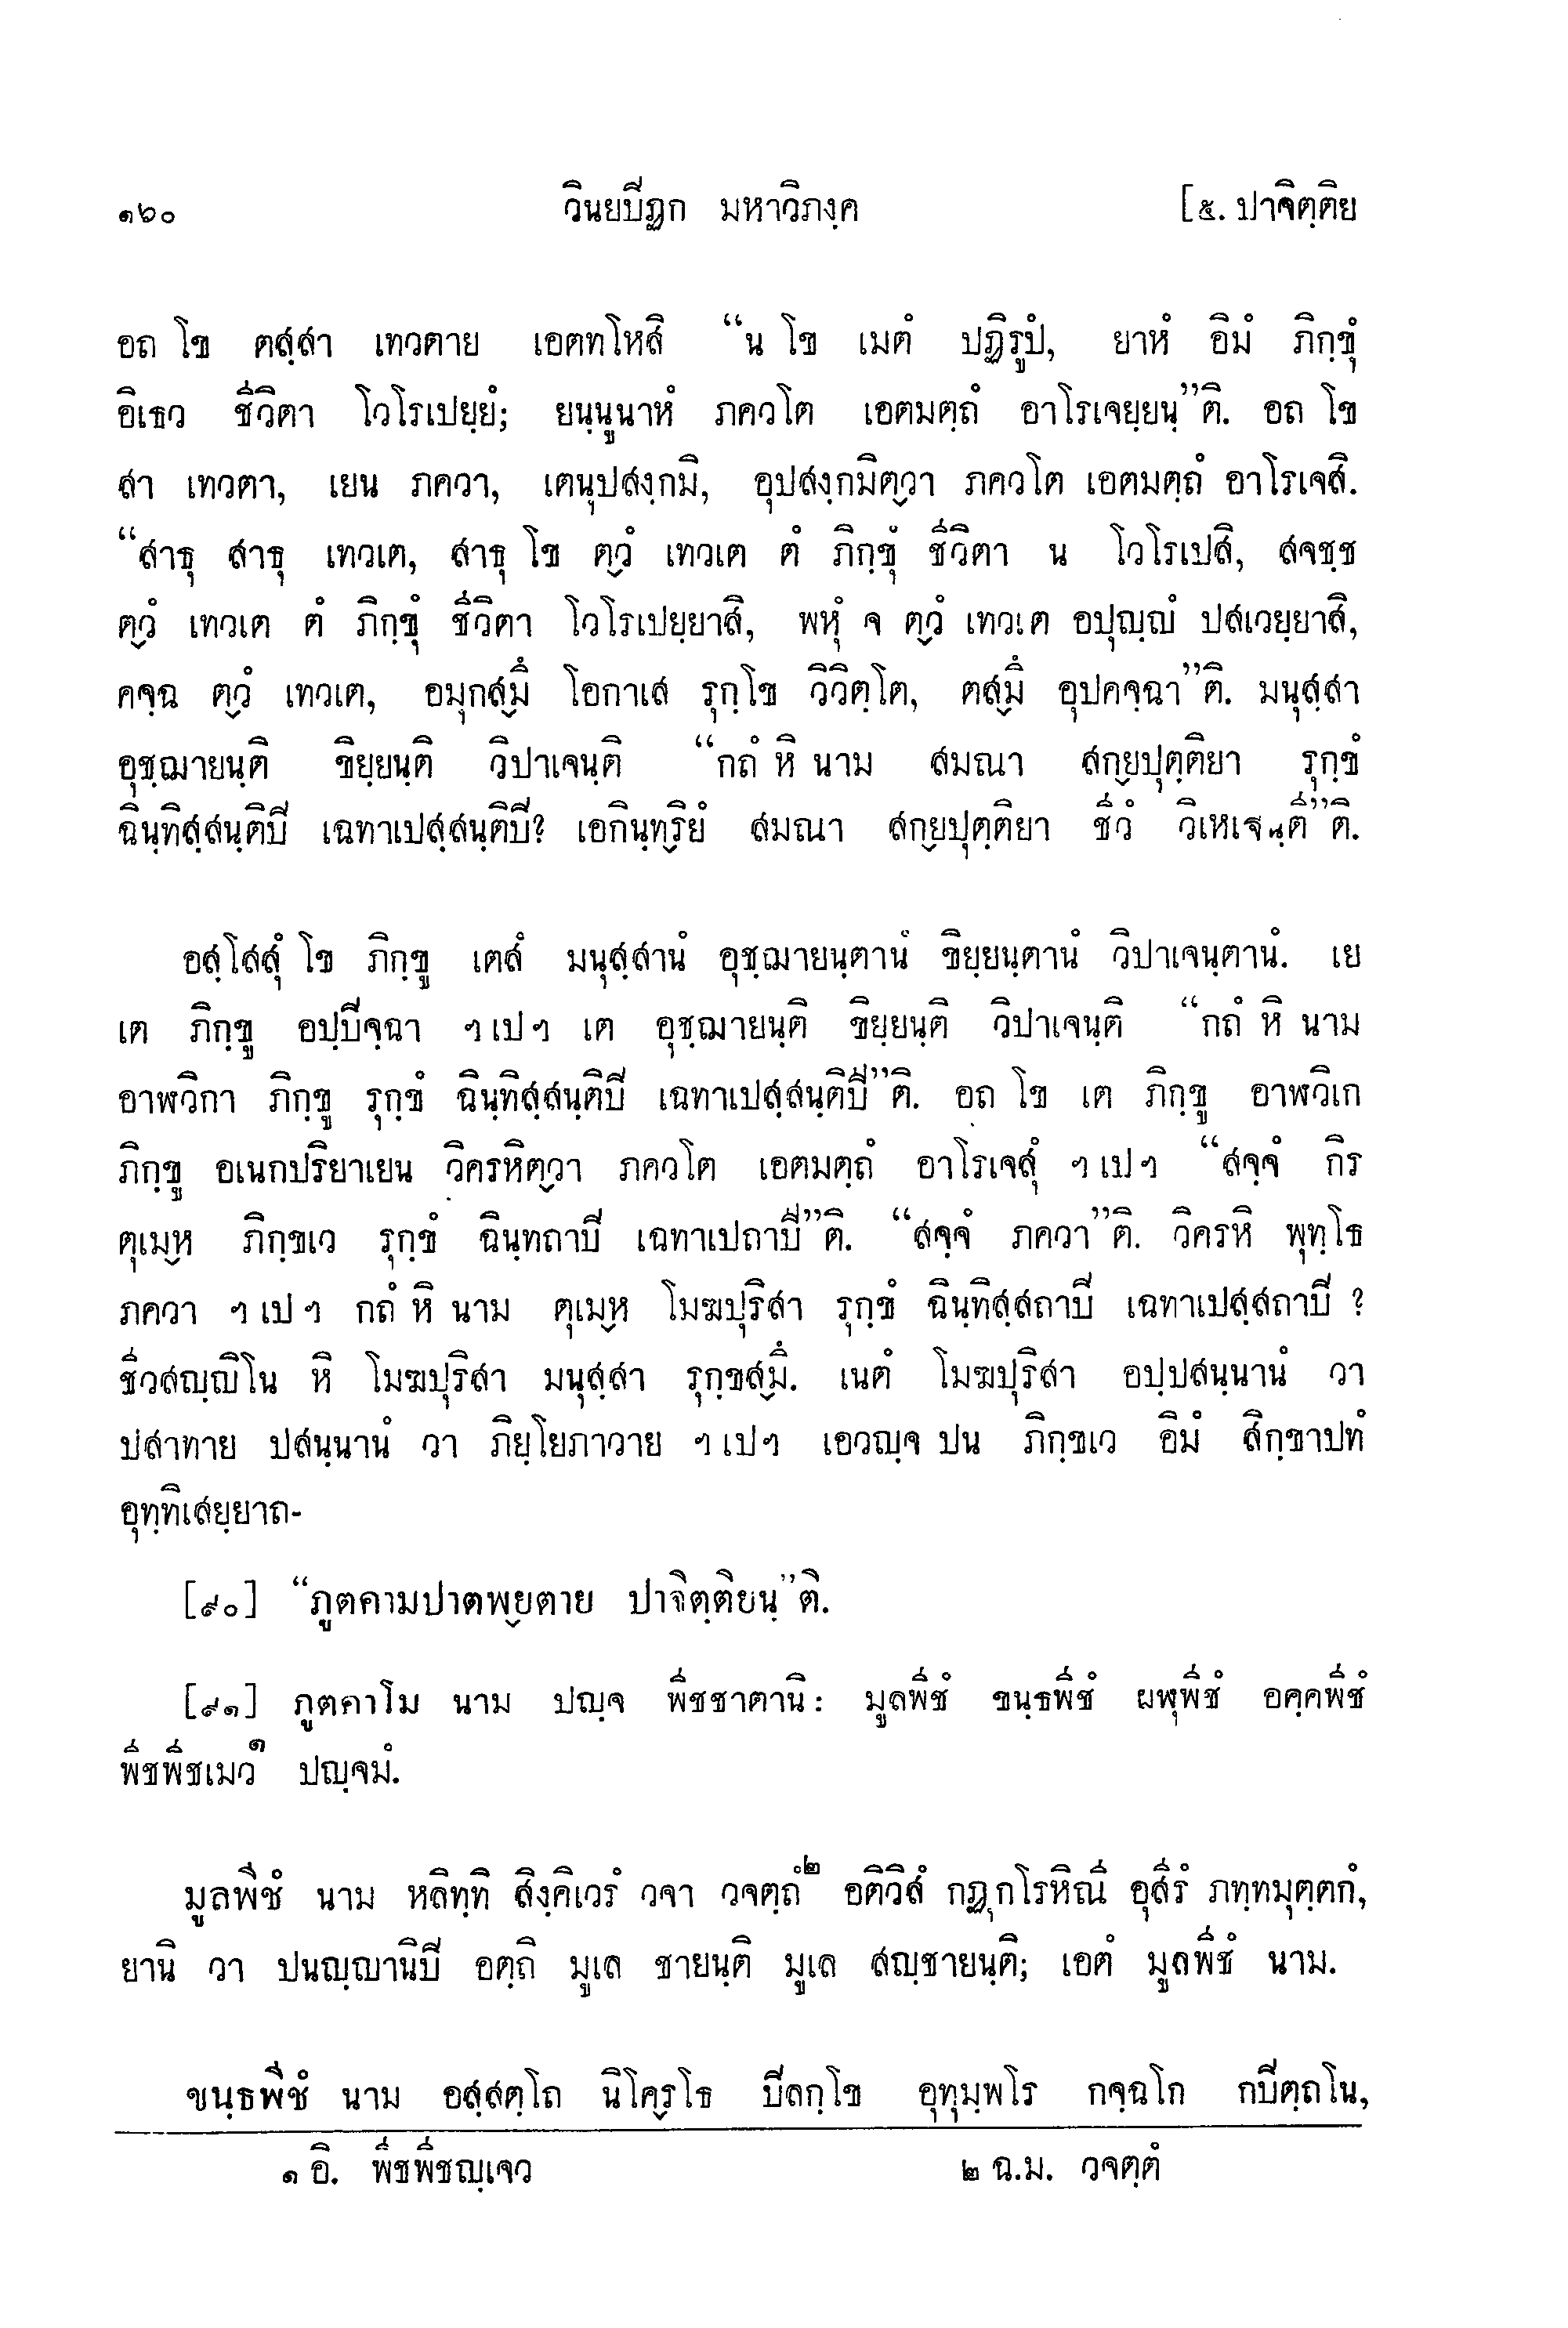 ๑๖๐ วินยปิฏก มหาวิภงฺค [๕. ปาจิตฺติย
อถ โข ตสฺสา เทวตาย เอตทโหสิ “น โข เมตํ ปฏิรูปํ, ยาหํ อิมํ ภิกฺขุํ
อิเธว ชีวิตา โวโรเปยฺยํ; ยนฺนูนาหํ ภควโต เอตมตฺถํ อาโรเจยฺยนฺ”ติ. อถ โข
สา เทวตา, เยน ภควา, เตนุปสงฺกมิ, อุปสงฺกมิตฺวา ภควโต เอตมตฺถํ อาโรเจสิ.
“สาธุ สาธุ เทวเต, สาธุ โข ตฺวํ เทวเต ตํ ภิกฺขุํ ชีวิตา น โวโรเปสิ, สจชฺช
ตฺวํ เทวเต ตํ ภิกฺขุํ ชีวิตา โวโรเปยฺยาสิ, พหุํ จ ตฺวํ เทวเต อปุญฺญํ ปสเวยฺยาสิ,
คจฺฉ ตฺวํ เทวเต, อมุกสฺมึ โอกาเส รุกฺโข วิวิตฺโต, ตสฺมึ อุปคจฺฉา”ติ. มนุสฺสา
อุชฺฌายนฺติ ขิยฺยนฺติ วิปาเจนฺติ “กถํ หิ นาม สมณา สกฺยปุตฺติยา รุกฺขํ
ฉินฺทิสฺสนฺติปิ เฉทาเปสฺสนฺติปิ? เอกินฺทฺริยํ สมณา สกฺยปุตฺติยา ชีวํ วิเหเฐนฺตี”ติ.
อสฺโสสุํ โข ภิกฺขู เตสํ มนุสฺสานํ อุชฺฌายนฺตานํ ขิยฺยนฺตานํ วิปาเจนฺตานํ. เย
เต ภิกฺขู อปฺปิจฺฉา ฯเปฯ เต อุชฺฌายนฺติ ขิยฺยนฺติ วิปาเจนฺติ “กถํ หิ นาม
อาฬวิกา ภิกฺขู รุกฺขํ ฉินฺทิสฺสนฺติปิ เฉทาเปสฺสนฺติปี”ติ. อถ โข เต ภิกฺขู อาฬวิเก
ภิกฺขู อเนกปริยาเยน วิครหิตฺวา ภควโต เอตมตฺถํ อาโรเจสุํ ฯเปฯ “สจฺจํ กิร
ตุเมฺห ภิกฺขเว รุกฺขํ ฉินฺทถาปิ เฉทาเปถาปี”ติ. “สจฺจํ ภควา”ติ. วิครหิ พุทฺโธ
ภควา ฯเปฯ กถํ หิ นาม ตุเมฺห โมฆปุริสา รุกฺขํ ฉินฺทิสฺสถาปิ เฉทาเปสฺสถาปิ ?
ชีวสญฺญิโน หิ โมฆปุริสา มนุสฺสา รุกฺขสฺมึ. เนตํ โมฆปุริสา อปฺปสนฺนานํ วา
ปสาทาย ปสนฺนานํ วา ภิยฺโยภาวาย ฯเปฯ เอวญฺจ ปน ภิกฺขเว อิมํ สิกฺขาปทํ
อุทฺทิเสยฺยาถ-
[๙๐] “ภูตคามปาตพฺยตาย ปาจิตฺติยนฺ”ติ.
[๙๑] ภูตคาโม นาม ปญฺจ พีชชาตานิ: มูลพีชํ ขนฺธพีชํ ผฬุพีชํ อคฺคพีชํ
พีชพีชเมว๑ ปญฺจมํ.
มูลพีชํ นาม หลิทฺทิ สิงฺคิเวรํ วจา วจตฺถํ๒ อติวิสํ กฏุกโรหิณี อุสีรํ ภทฺทมุตฺตกํ,
ยานิ วา ปนญฺญานิปิ อตฺถิ มูเล ชายนฺติ มูเล สญฺชายนฺติ; เอตํ มูลพีชํ นาม.
ขนฺธพีชํ นาม อสฺสตฺโถ นิโคฺรโธ ปิลกฺโข อุทุมฺพโร กจฺฉโก กปิตฺถโน,
๑ อิ. พีชพีชญฺเจว ๒ ฉ.ม. วจตฺตํ